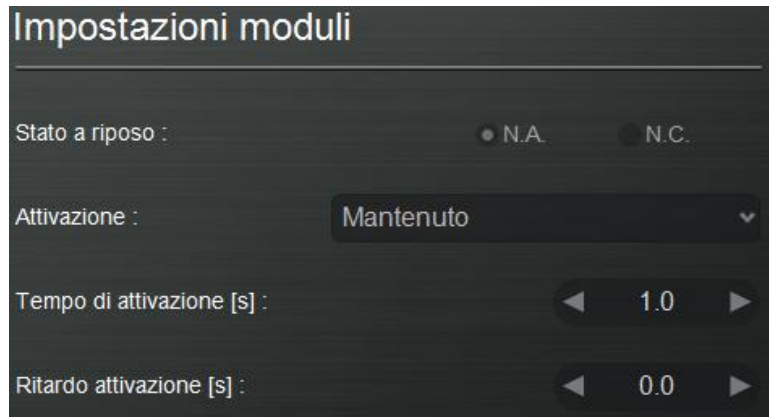 Impostazioni moduli
Stato a riposo : N.A. N.C.
Attivazione : Mantenuto
Tempo di attivazione [s] : 1.0
Ritardo attivazione [s] : 0.0